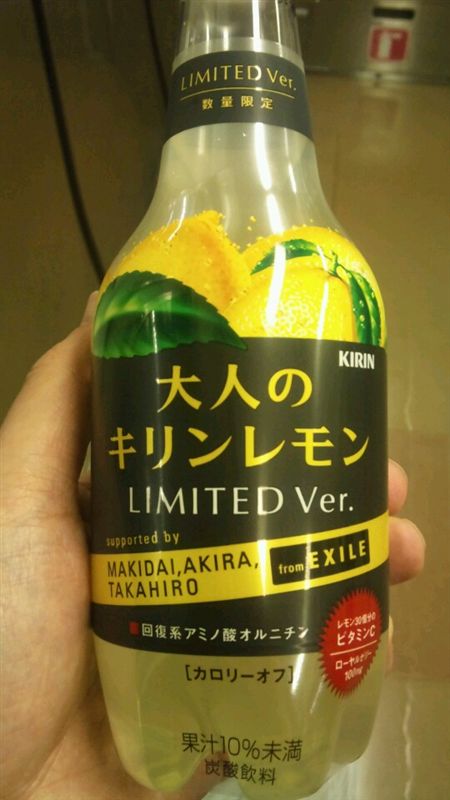 LIMITED Ver.
数量限定
KIRIN
大人の
キリンレモン
LIMITED Ver.
supported by
MAKIDAI, AKIRA,
TAKAHIRO
from EXILE
■回復系アミノ酸オルニチン
レモン30個分の
ビタミンC
ローヤルゼリー
100mg
[カロリーオフ]
果汁10%未満
炭酸飲料